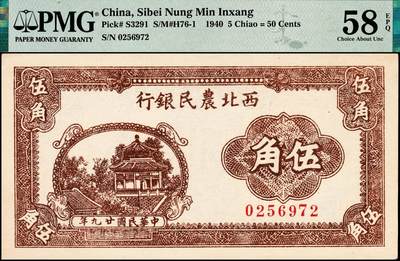 PMG
PAPER MONEY GUARANTY
China, Sibei Nung Min Inxang
Pick# S3291 S/M#H76-1 1940 5 Chiao = 50 Cents
S/N 0256972
58 EPQ
Choice About Unc
伍角
伍角
行銀民農北西
角伍
0256972
年九廿國民華中
伍角
伍角